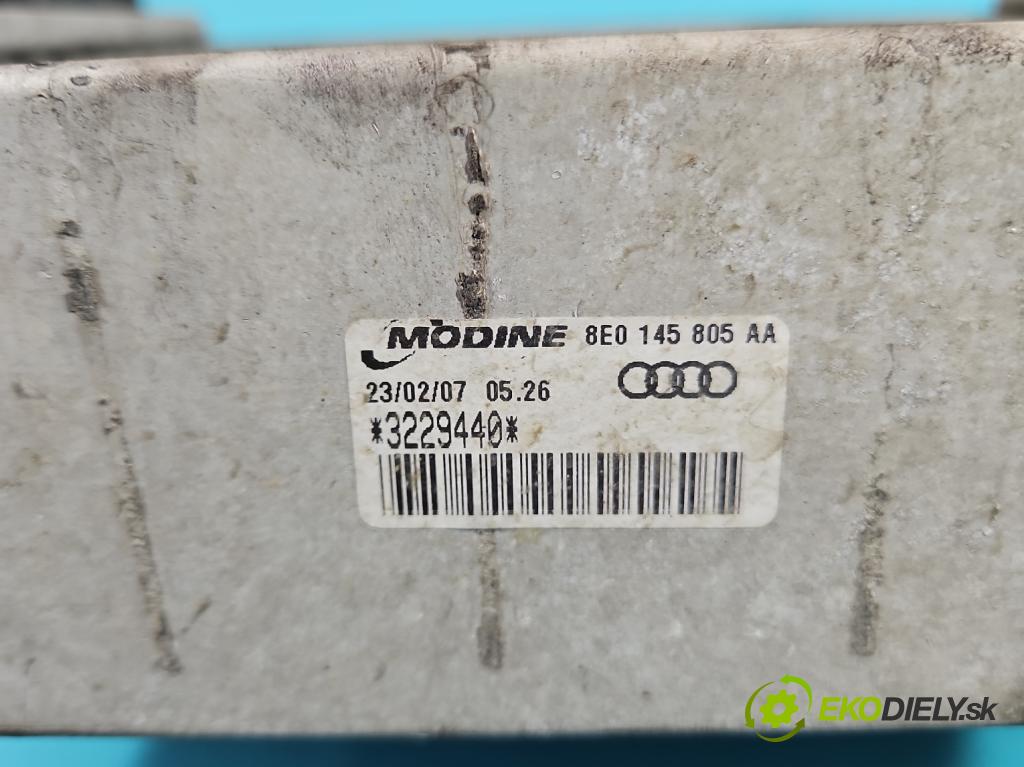 MODINE 8E0 145 805 AA
23/02/07 05.26
*3229440*
EKODIELY.sk